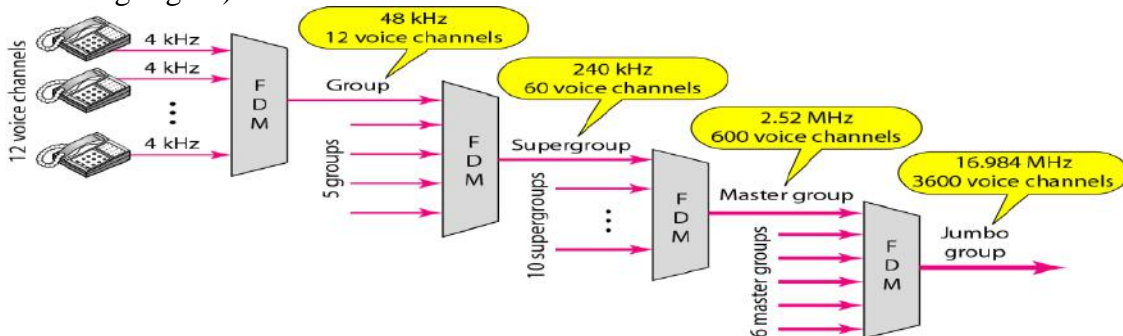 48 kHz
12 voice channels
4 kHz
4 kHz
4 kHz
12 voice channels
F
D
M
Group
240 kHz
60 voice channels
5 groups
F
D
M
Supergroup
2.52 MHz
600 voice channels
10 supergroups
F
D
M
Master group
16.984 MHz
3600 voice channels
6 master groups
F
D
M
Jumbo
group